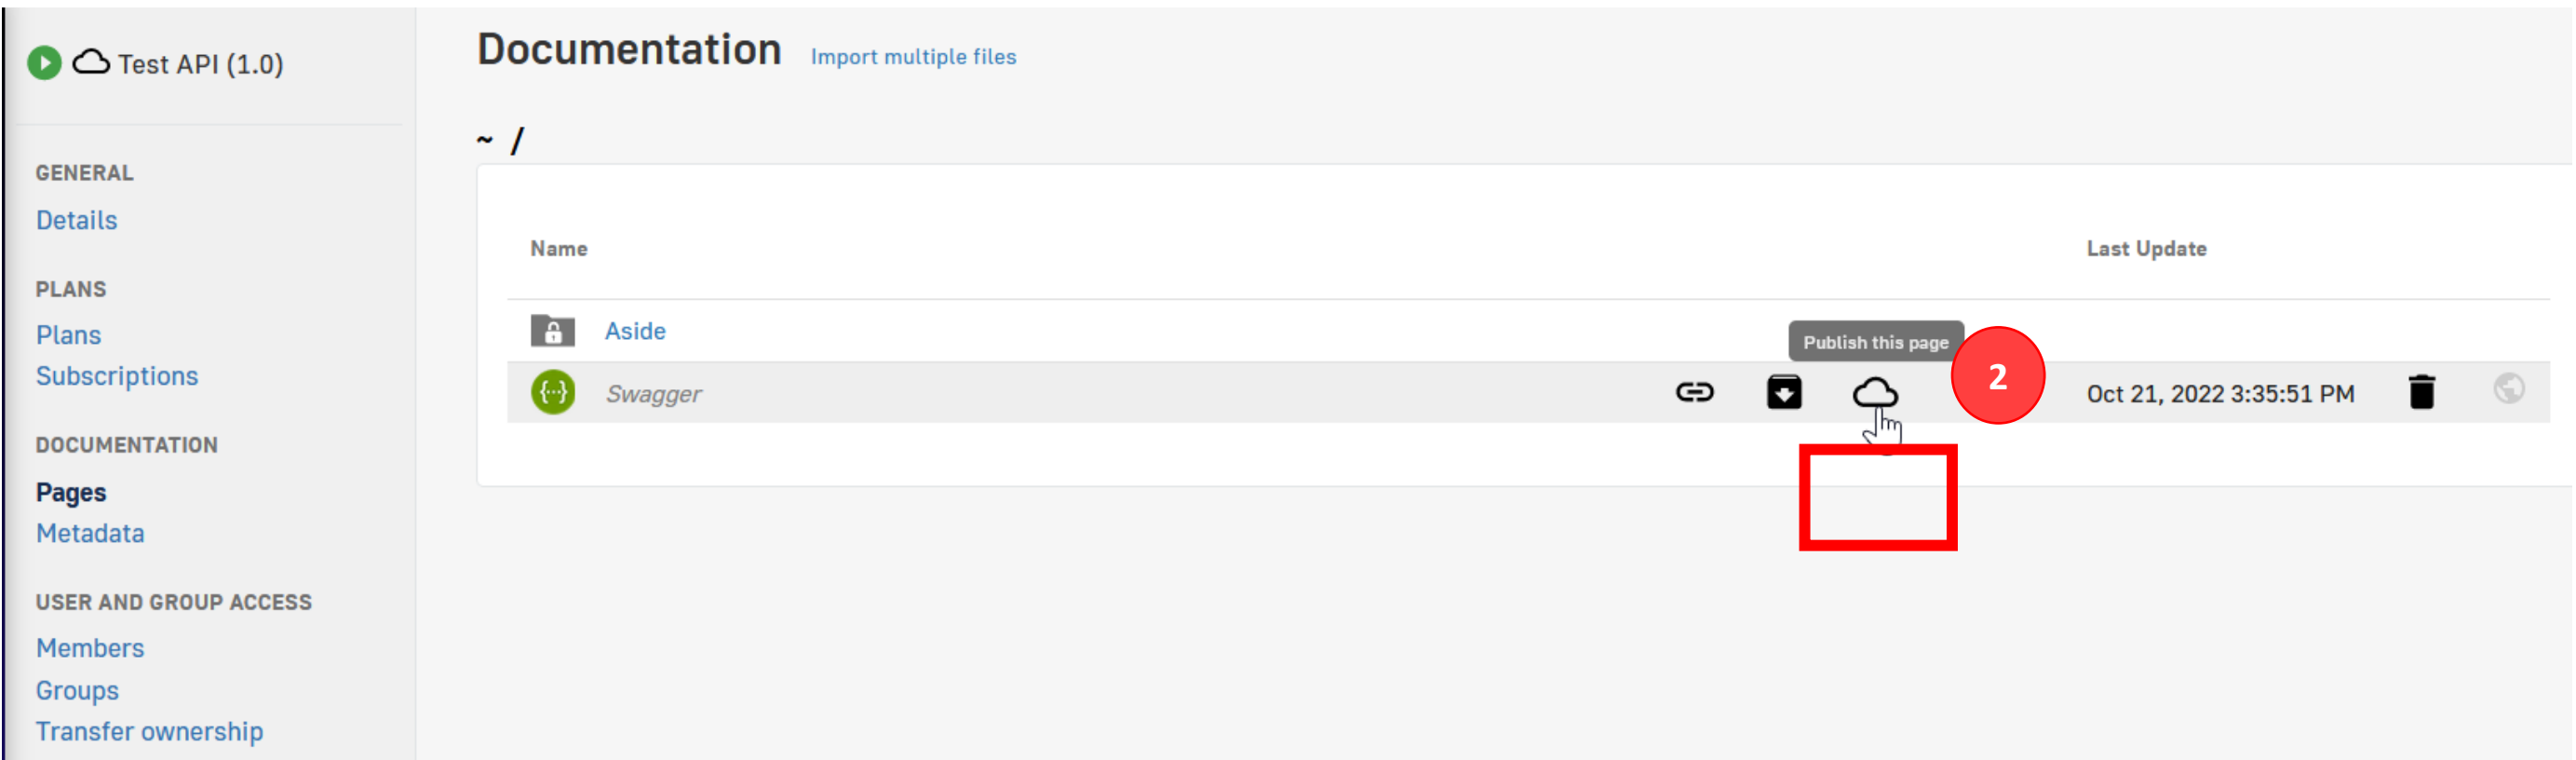 Test API (1.0)
GENERAL
Details
PLANS
Plans
Subscriptions
DOCUMENTATION
Pages
Metadata
USER AND GROUP ACCESS
Members
Groups
Transfer ownership
Documentation Import multiple files
~ /
Name Last Update
Aside
Publish this page
2
{...} Swagger Oct 21, 2022 3:35:51 PM